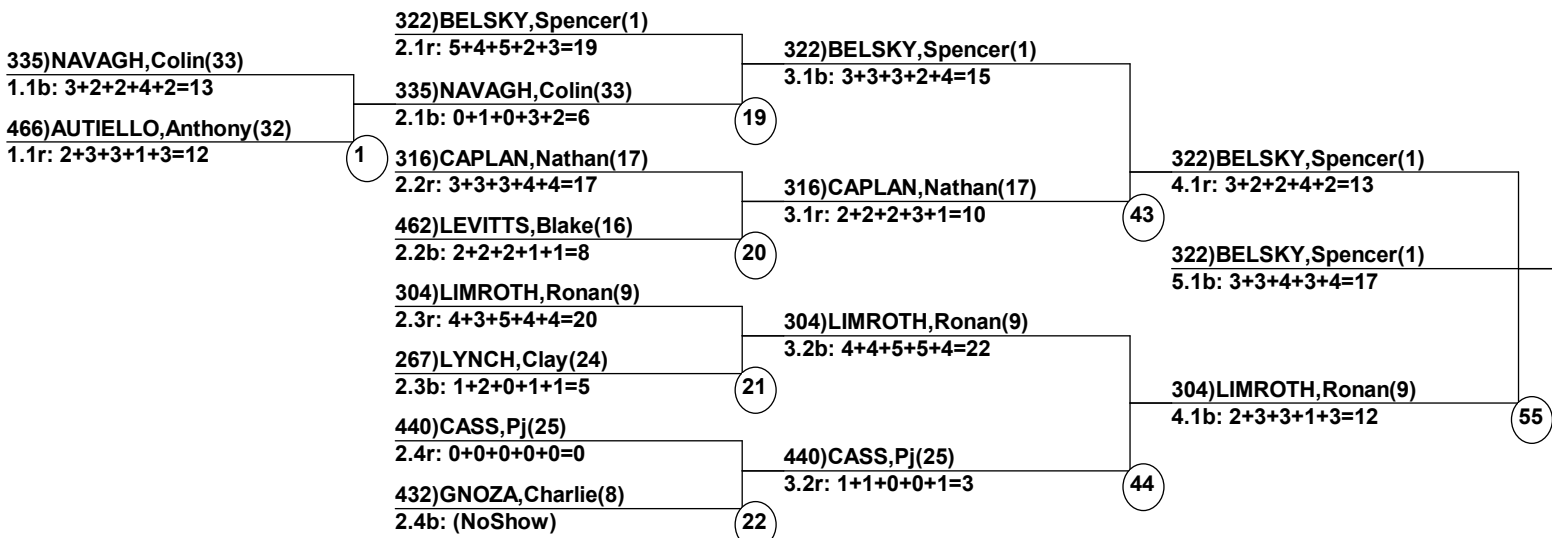 335)NAVAGH,Colin(33)
1.1b: 3+2+2+4+2=13
466)AUTIELLO,Anthony(32)
1.1r: 2+3+3+1+3=12
1
322)BELSKY,Spencer(1)
2.1r: 5+4+5+2+3=19
335)NAVAGH,Colin(33)
2.1b: 0+1+0+3+2=6
19
316)CAPLAN,Nathan(17)
2.2r: 3+3+3+4+4=17
462)LEVITTS,Blake(16)
2.2b: 2+2+2+1+1=8
20
304)LIMROTH,Ronan(9)
2.3r: 4+3+5+4+4=20
267)LYNCH,Clay(24)
2.3b: 1+2+0+1+1=5
21
440)CASS,Pj(25)
2.4r: 0+0+0+0+0=0
432)GNOZA,Charlie(8)
2.4b: (NoShow)
22
322)BELSKY,Spencer(1)
3.1b: 3+3+3+2+4=15
316)CAPLAN,Nathan(17)
3.1r: 2+2+2+3+1=10
43
304)LIMROTH,Ronan(9)
3.2b: 4+4+5+5+4=22
440)CASS,Pj(25)
3.2r: 1+1+0+0+1=3
44
322)BELSKY,Spencer(1)
4.1r: 3+2+2+4+2=13
322)BELSKY,Spencer(1)
5.1b: 3+3+4+3+4=17
304)LIMROTH,Ronan(9)
4.1b: 2+3+3+1+3=12
55